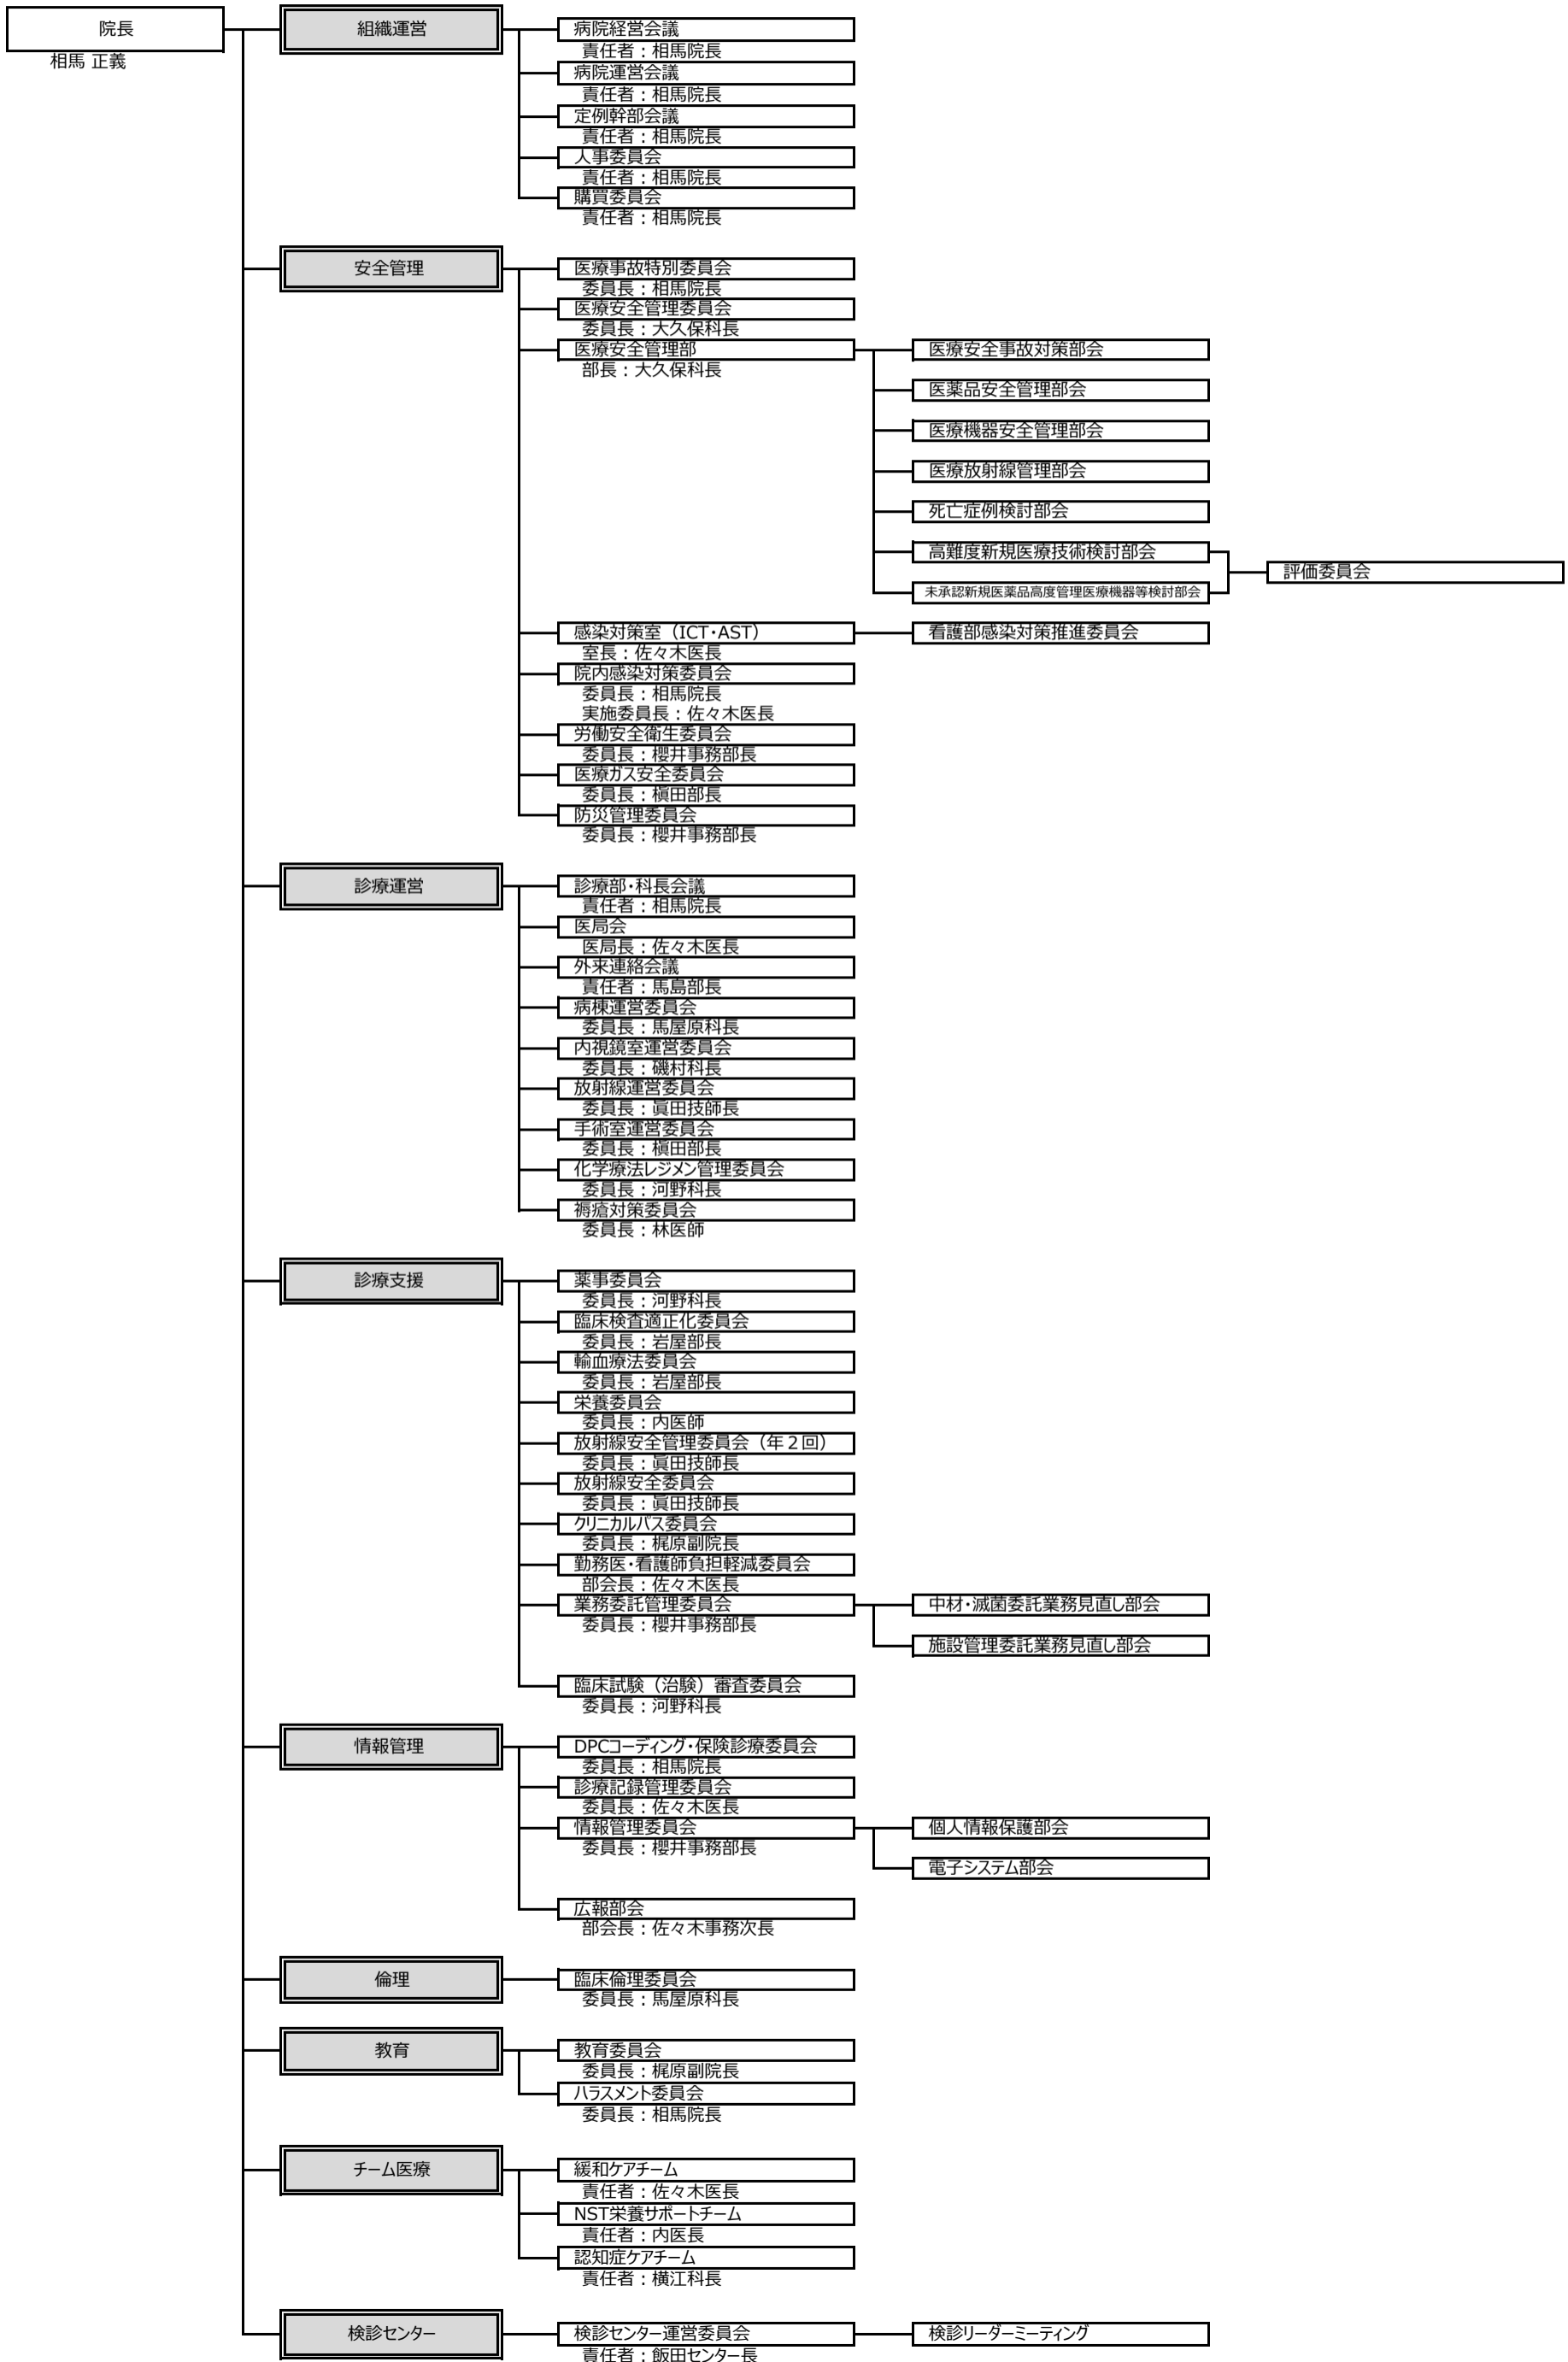 院長
相馬 正義
組織運営
病院経営会議
責任者：相馬院長
病院運営会議
責任者：相馬院長
定例幹部会議
責任者：相馬院長
人事委員会
責任者：相馬院長
購買委員会
責任者：相馬院長
安全管理
医療事故特別委員会
委員長：相馬院長
医療安全管理委員会
委員長：大久保科長
医療安全管理部
部長：大久保科長
医療安全事故対策部会
医薬品安全管理部会
医療機器安全管理部会
医療放射線管理部会
死亡症例検討部会
高難度新規医療技術検討部会
未承認新規医薬品高度管理医療機器等検討部会
評価委員会
感染対策室（ICT・AST）
室長：佐々木医長
看護部感染対策推進委員会
院内感染対策委員会
委員長：相馬院長
実施委員長：佐々木医長
労働安全衛生委員会
委員長：櫻井事務部長
医療ガス安全委員会
委員長：槇田部長
防災管理委員会
委員長：櫻井事務部長
診療運営
診療部・科長会議
責任者：相馬院長
医局会
医局長：佐々木医長
外来連絡会議
責任者：馬島部長
病棟運営委員会
委員長：馬屋原科長
内視鏡室運営委員会
委員長：磯村科長
放射線運営委員会
委員長：眞田技師長
手術室運営委員会
委員長：槇田部長
化学療法レジメン管理委員会
委員長：河野科長
褥瘡対策委員会
委員長：林医師
診療支援
薬事委員会
委員長：河野科長
臨床検査適正化委員会
委員長：岩屋部長
輸血療法委員会
委員長：岩屋部長
栄養委員会
委員長：内医師
放射線安全管理委員会（年２回）
委員長：眞田技師長
放射線安全委員会
委員長：眞田技師長
クリニカルパス委員会
委員長：梶原副院長
勤務医・看護師負担軽減委員会
部会長：佐々木医長
業務委託管理委員会
委員長：櫻井事務部長
中材・滅菌委託業務見直し部会
施設管理委託業務見直し部会
臨床試験（治験）審査委員会
委員長：河野科長
情報管理
DPCコーディング・保険診療委員会
委員長：相馬院長
診療記録管理委員会
委員長：佐々木医長
情報管理委員会
委員長：櫻井事務部長
個人情報保護部会
電子システム部会
広報部会
部会長：佐々木事務次長
倫理
臨床倫理委員会
委員長：馬屋原科長
教育
教育委員会
委員長：梶原副院長
ハラスメント委員会
委員長：相馬院長
チーム医療
緩和ケアチーム
責任者：佐々木医長
NST栄養サポートチーム
責任者：内医長
認知症ケアチーム
責任者：横江科長
検診センター
検診センター運営委員会
責任者：飯田センター長
検診リーダーミーティング